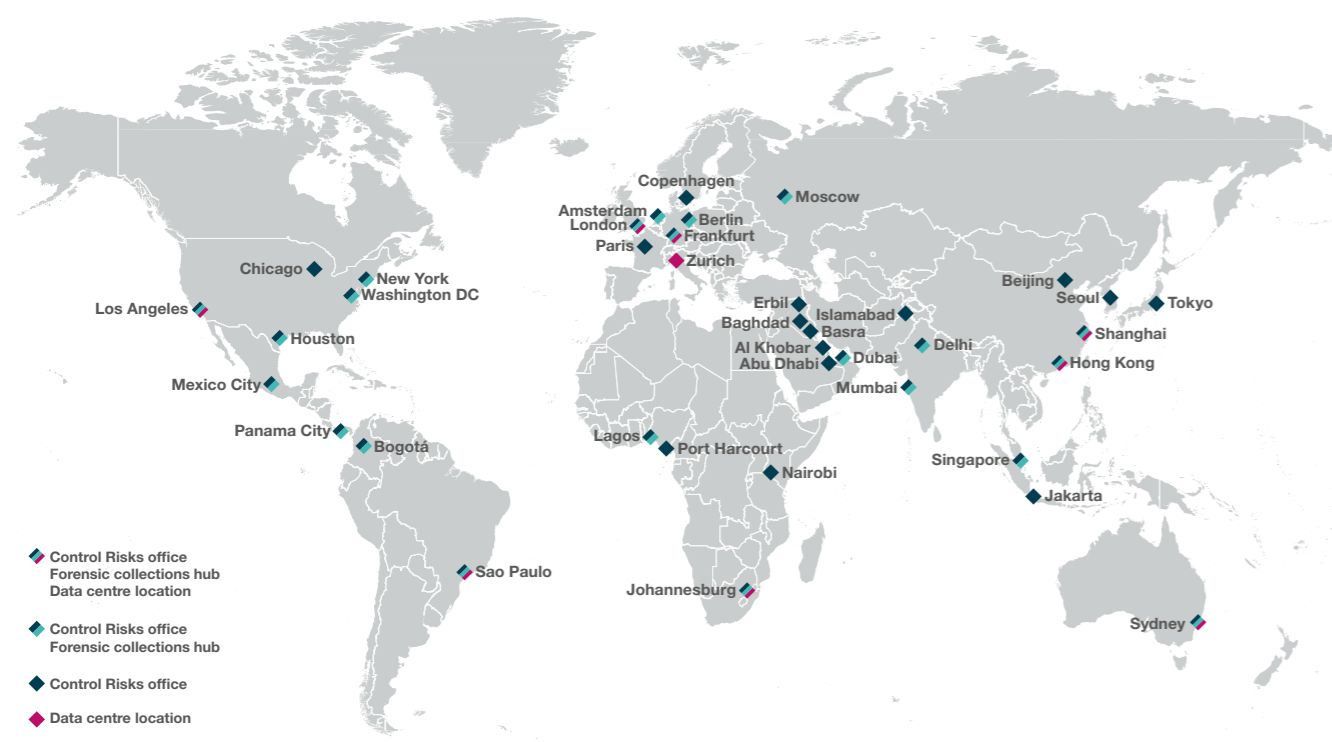 Copenhagen
Moscow
Amsterdam
Berlin
London
Frankfurt
Paris
Zurich
Chicago
New York
Washington DC
Los Angeles
Houston
Mexico City
Panama City
Bogotá
Sao Paulo
Erbil
Islamabad
Baghdad
Basra
Al Khobar
Abu Dhabi
Dubai
Delhi
Mumbai
Beijing
Seoul
Tokyo
Shanghai
Hong Kong
Lagos
Port Harcourt
Nairobi
Singapore
Jakarta
Johannesburg
Sydney
Control Risks office
Forensic collections hub
Data centre location
Control Risks office
Forensic collections hub
Control Risks office
Data centre location